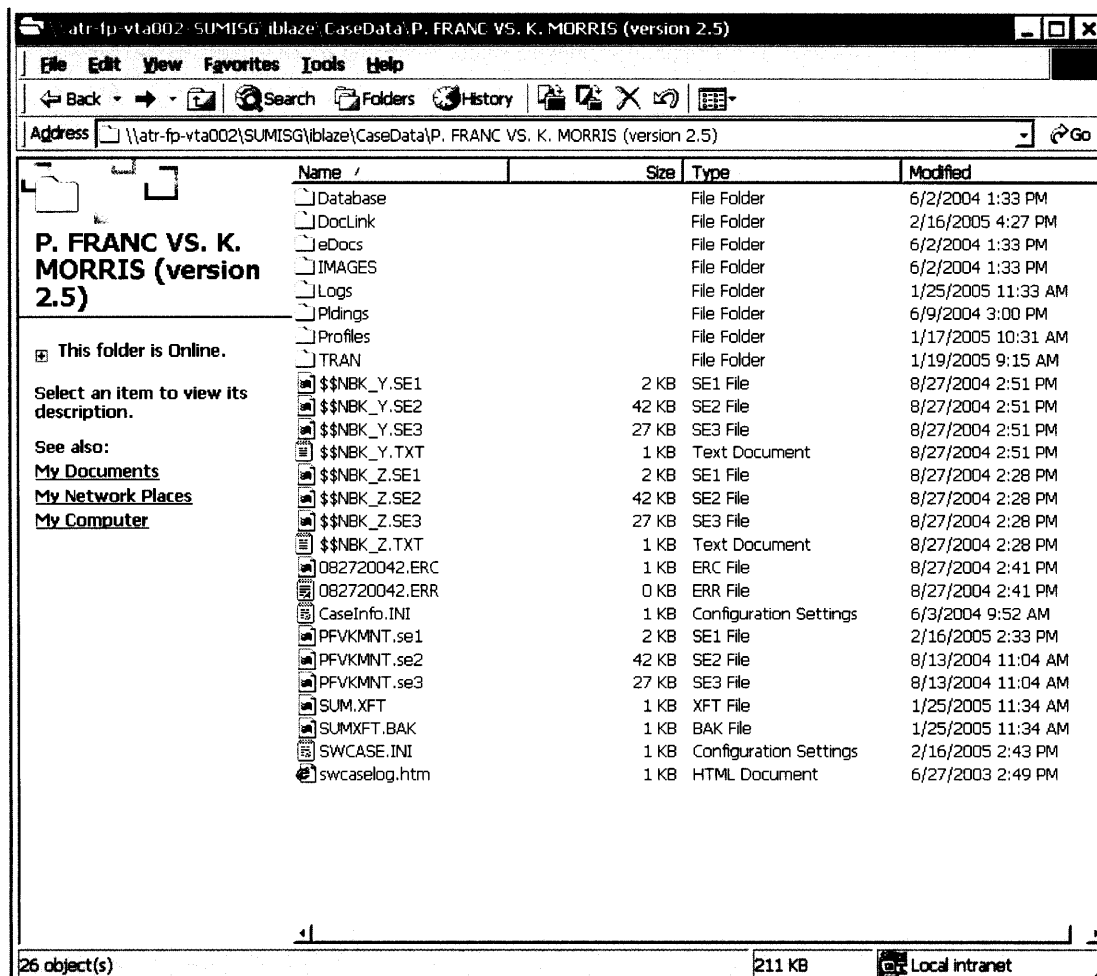 \\atr-fp-vta002\SUMISG\iblaze\CaseData\P. FRANC VS. K. MORRIS (version 2.5)
File Edit View Favorites Tools Help
Back Search Folders History
Address \\atr-fp-vta002\SUMISG\iblaze\CaseData\P. FRANC VS. K. MORRIS (version 2.5) Go
P. FRANC VS. K.
MORRIS (version
2.5)
This folder is Online.
Select an item to view its
description.
See also:
My Documents
My Network Places
My Computer
Name Size Type Modified
Database File Folder 6/2/2004 1:33 PM
DocLink File Folder 2/16/2005 4:27 PM
eDocs File Folder 6/2/2004 1:33 PM
IMAGES File Folder 6/2/2004 1:33 PM
Logs File Folder 1/25/2005 11:33 AM
Pldings File Folder 6/9/2004 3:00 PM
Profiles File Folder 1/17/2005 10:31 AM
TRAN File Folder 1/19/2005 9:15 AM
$$NBK_Y.SE1 2 KB SE1 File 8/27/2004 2:51 PM
$$NBK_Y.SE2 42 KB SE2 File 8/27/2004 2:51 PM
$$NBK_Y.SE3 27 KB SE3 File 8/27/2004 2:51 PM
$$NBK_Y.TXT 1 KB Text Document 8/27/2004 2:51 PM
$$NBK_Z.SE1 2 KB SE1 File 8/27/2004 2:28 PM
$$NBK_Z.SE2 42 KB SE2 File 8/27/2004 2:28 PM
$$NBK_Z.SE3 27 KB SE3 File 8/27/2004 2:28 PM
$$NBK_Z.TXT 1 KB Text Document 8/27/2004 2:28 PM
082720042.ERC 1 KB ERC File 8/27/2004 2:41 PM
082720042.ERR 0 KB ERR File 8/27/2004 2:41 PM
CaseInfo.INI 1 KB Configuration Settings 6/3/2004 9:52 AM
PFVKMNT.se1 2 KB SE1 File 2/16/2005 2:33 PM
PFVKMNT.se2 42 KB SE2 File 8/13/2004 11:04 AM
PFVKMNT.se3 27 KB SE3 File 8/13/2004 11:04 AM
SUM.XFT 1 KB XFT File 1/25/2005 11:34 AM
SUMXFT.BAK 1 KB BAK File 1/25/2005 11:34 AM
SWCASE.INI 1 KB Configuration Settings 2/16/2005 2:43 PM
swcaselog.htm 1 KB HTML Document 6/27/2003 2:49 PM
26 object(s) 211 KB Local intranet